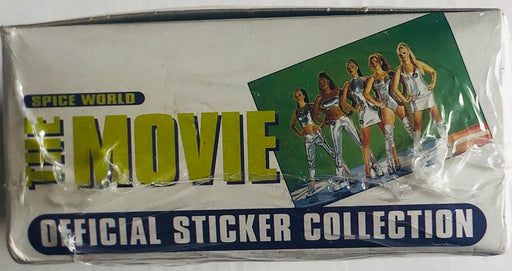 SPICE WORLD
THE MOVIE
OFFICIAL STICKER COLLECTION